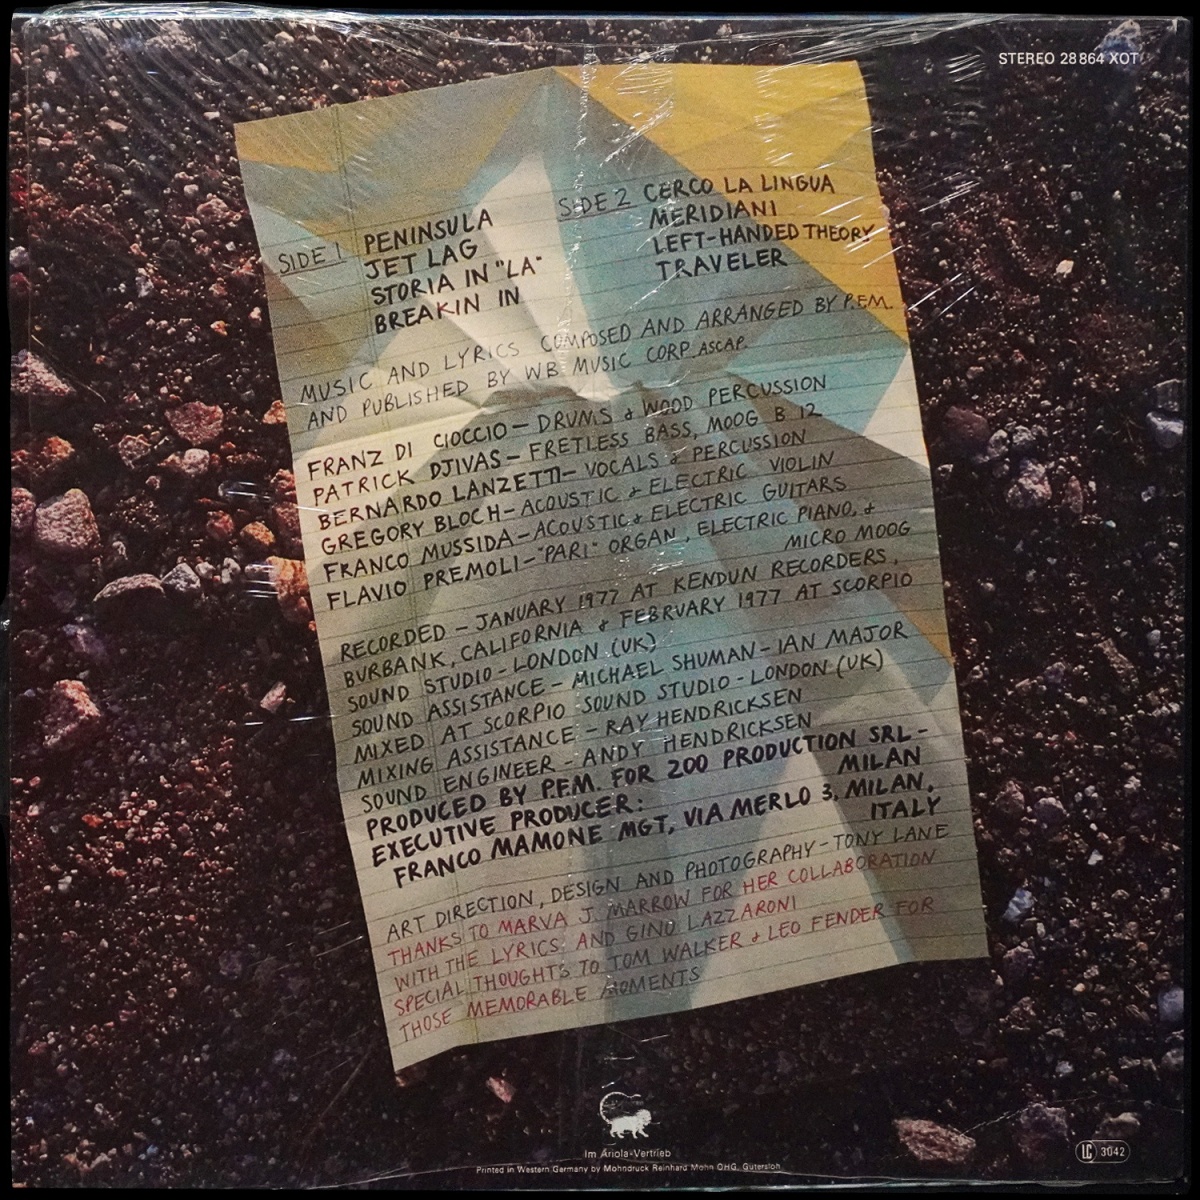 STEREO 28864 XOT
SIDE 1 PENINSULA
JET LAG
STORIA IN "LA"
BREAKIN IN
SIDE 2 CERCO LA LINGUA
MERIDIANI
LEFT-HANDED THEORY
TRAVELER
MUSIC AND LYRICS COMPOSED AND ARRANGED BY P.F.M.
AND PUBLISHED BY WB MUSIC CORP. ASCAP.
FRANZ DI CIOCCIO - DRUMS & WOOD PERCUSSION
PATRICK DJIVAS - FRETLESS BASS, MOOG B. 12
BERNARDO LANZETTI - VOCALS & PERCUSSION
GREGORY BLOCH - ACOUSTIC & ELECTRIC VIOLIN
FRANCO MUSSIDA - ACOUSTIC & ELECTRIC GUITARS
FLAVIO PREMOLI - "PARI" ORGAN, ELECTRIC PIANO, &
MICRO MOOG
RECORDED - JANUARY 1977 AT KENDUN RECORDERS,
BURBANK, CALIFORNIA & FEBRUARY 1977 AT SCORPIO
SOUND STUDIO - LONDON (UK)
SOUND ASSISTANCE - MICHAEL SHUMAN - IAN MAJOR
MIXED AT SCORPIO SOUND STUDIO - LONDON (UK)
MIXING ASSISTANCE - RAY HENDRICKSEN
SOUND ENGINEER - ANDY HENDRICKSEN
PRODUCED BY P.F.M. FOR 200 PRODUCTION SRL -
MILAN
EXECUTIVE PRODUCER:
FRANCO MAMONE MGT, VIA MERLO 3, MILAN,
ITALY
ART DIRECTION, DESIGN AND PHOTOGRAPHY - TONY LANE
THANKS TO MARVA J. MARROW FOR HER COLLABORATION
WITH THE LYRICS AND GINO LAZZARONI
SPECIAL THOUGHTS TO TOM WALKER & LEO FENDER FOR
THOSE MEMORABLE MOMENTS
Im Ariola-Vertrieb
Printed in Western Germany by Mohndruck Reinhard Mohn OHG, Gütersloh
LC 3042